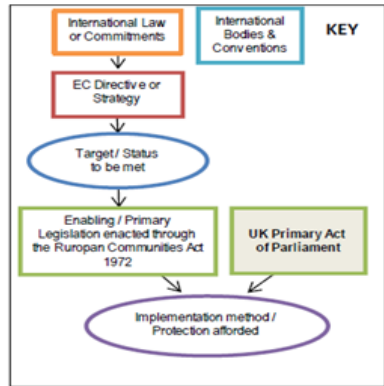 International Law
or Commitments
International
Bodies &
Conventions
KEY
EC Directive or
Strategy
Target / Status
to be met
Enabling / Primary
Legislation enacted through
the Ruropan Communities Act
1972
UK Primary Act
of Parliament
Implementation method /
Protection afforded